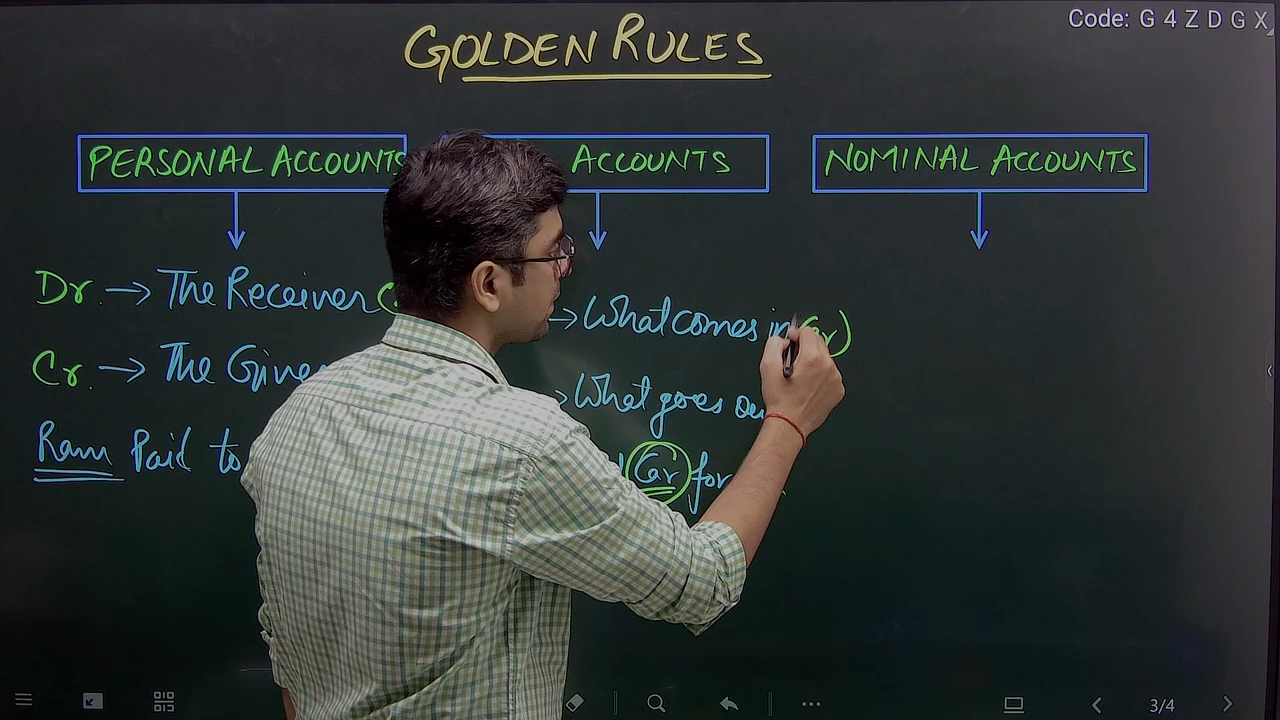 Code: G 4 Z D G X
GOLDEN RULES
PERSONAL ACCOUNTS
ACCOUNTS
NOMINAL ACCOUNTS
Dr. → The Receiver
→ What comes in
Cr. → The Giver
What goes
Ram Paid to
for
3/4